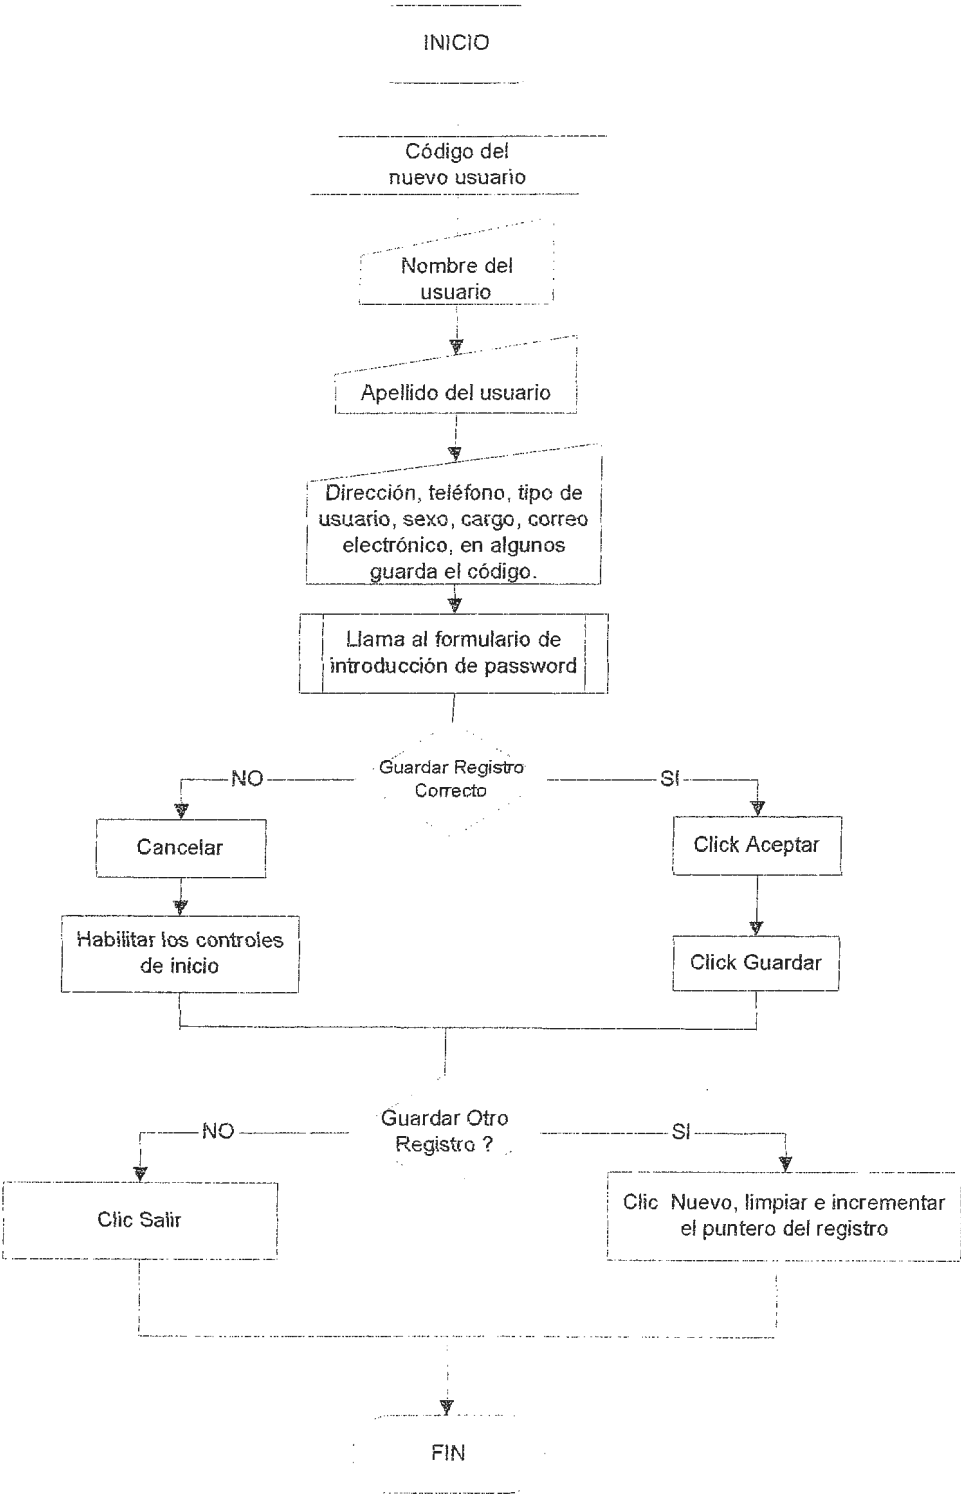 INICIO
Código del
nuevo usuario
Nombre del
usuario
Apellido del usuario
Dirección, teléfono, tipo de
usuario, sexo, cargo, correo
electrónico, en algunos
guarda el código.
Llama al formulario de
introducción de password
Guardar Registro
Correcto
NO
SI
Cancelar
Click Aceptar
Habilitar los controles
de inicio
Click Guardar
Guardar Otro
Registro ?
NO
SI
Clic Salir
Clic Nuevo, limpiar e incrementar
el puntero del registro
FIN